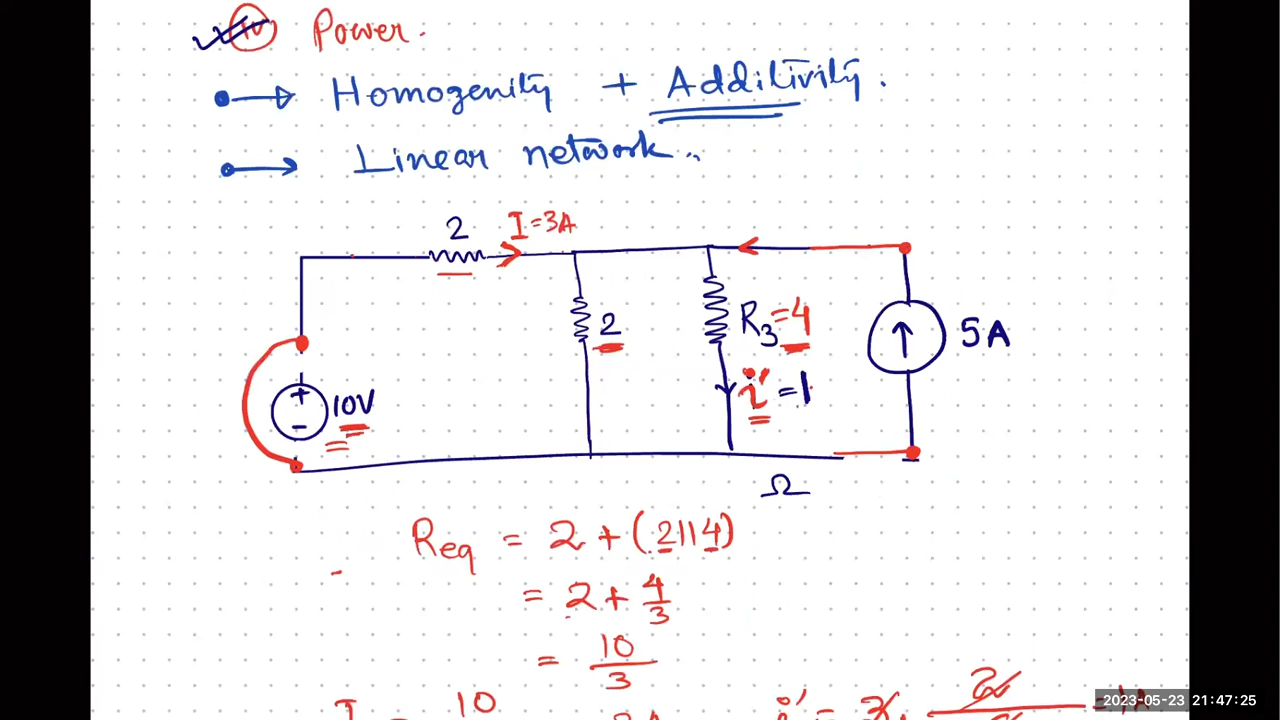 Power.
Homogenity + Additivity.
Linear network..
2 I=3A
2 R3=4 5A
10V i'=1
Ω
Req = 2 + (2||4)
= 2 + 4/3
= 10/3
I = 10
2023-05-23 21:47:25